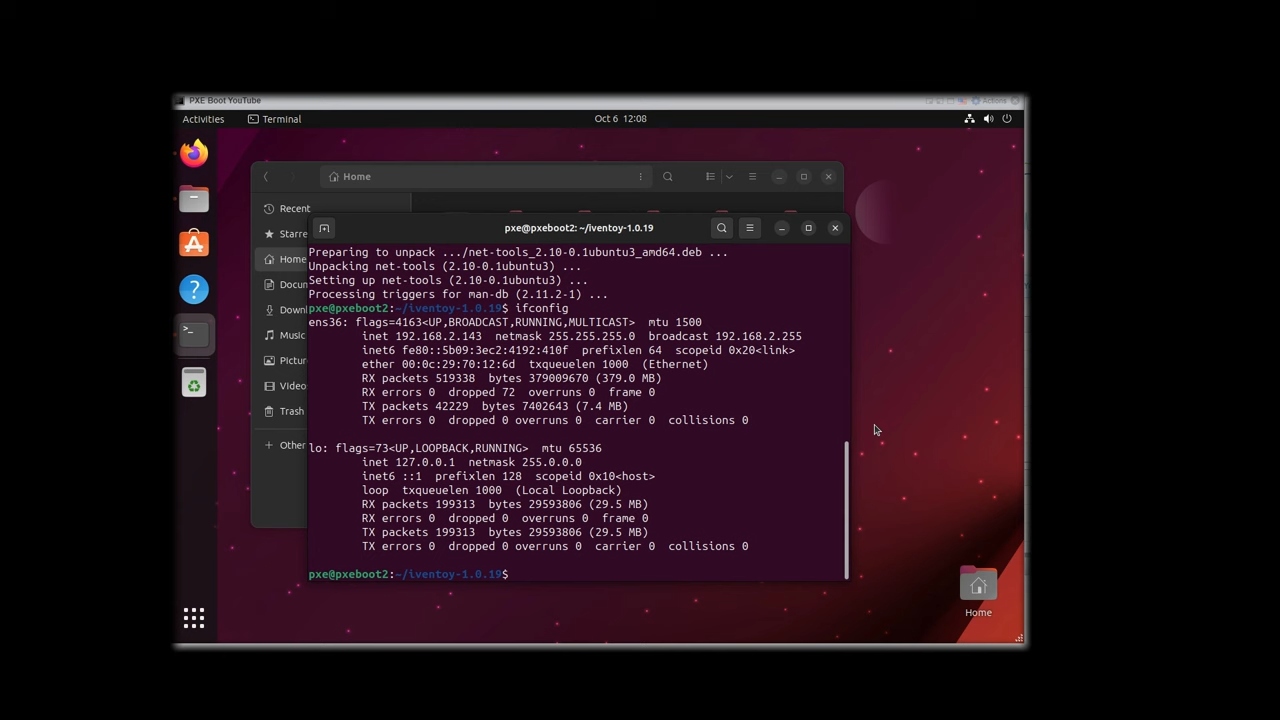 PXE Boot YouTube
Actions
Activities
Terminal
Oct 6 12:08
Home
Recent
Starre
Home
Docum
Downl
Music
Pictur
Videos
Trash
Other
pxe@pxeboot2: ~/iventoy-1.0.19
Preparing to unpack .../net-tools_2.10-0.1ubuntu3_amd64.deb ...
Unpacking net-tools (2.10-0.1ubuntu3) ...
Setting up net-tools (2.10-0.1ubuntu3) ...
Processing triggers for man-db (2.11.2-1) ...
pxe@pxeboot2:~/iventoy-1.0.19$ ifconfig
ens36: flags=4163<UP,BROADCAST,RUNNING,MULTICAST>  mtu 1500
inet 192.168.2.143  netmask 255.255.255.0  broadcast 192.168.2.255
inet6 fe80::5b09:3ec2:4192:410f  prefixlen 64  scopeid 0x20<link>
ether 00:0c:29:70:12:6d  txqueuelen 1000  (Ethernet)
RX packets 519338  bytes 379009670 (379.0 MB)
RX errors 0  dropped 72  overruns 0  frame 0
TX packets 42229  bytes 7402643 (7.4 MB)
TX errors 0  dropped 0 overruns 0  carrier 0  collisions 0
lo: flags=73<UP,LOOPBACK,RUNNING>  mtu 65536
inet 127.0.0.1  netmask 255.0.0.0
inet6 ::1  prefixlen 128  scopeid 0x10<host>
loop  txqueuelen 1000  (Local Loopback)
RX packets 199313  bytes 29593806 (29.5 MB)
RX errors 0  dropped 0  overruns 0  frame 0
TX packets 199313  bytes 29593806 (29.5 MB)
TX errors 0  dropped 0 overruns 0  carrier 0  collisions 0
pxe@pxeboot2:~/iventoy-1.0.19$
Home